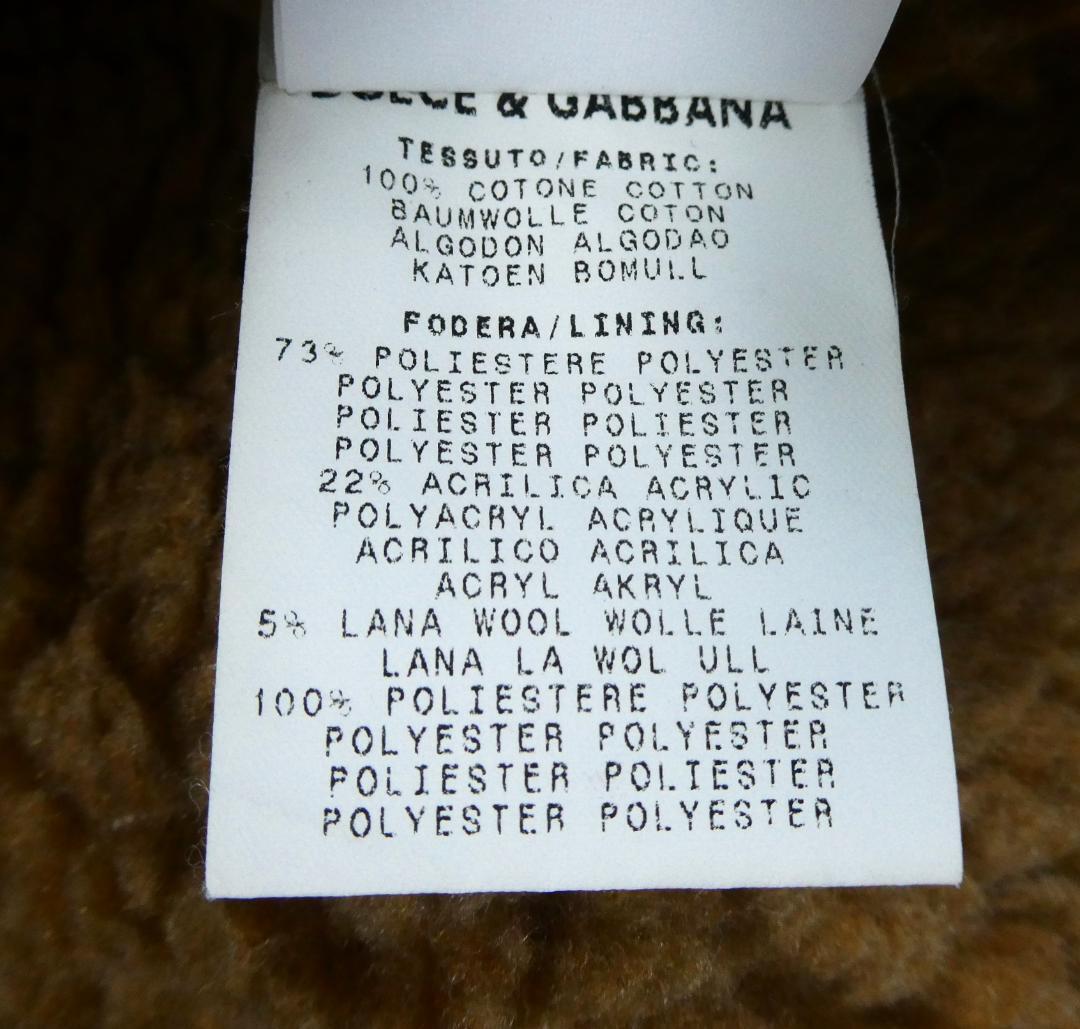 DOLCE & GABBANA
TESSUTO/FABRIC:
100% COTONE COTTON
BAUMWOLLE COTON
ALGODON ALGODAO
KATOEN BOMULL
FODERA/LINING:
73% POLIESTERE POLYESTER
POLYESTER POLYESTER
POLIESTER POLIESTER
POLYESTER POLYESTER
22% ACRILICA ACRYLIC
POLYACRYL ACRYLIQUE
ACRILICO ACRILICA
ACRYL AKRYL
5% LANA WOOL WOLLE LAINE
LANA LA WOL ULL
100% POLIESTERE POLYESTER
POLYESTER POLYESTER
POLIESTER POLIESTER
POLYESTER POLYESTER